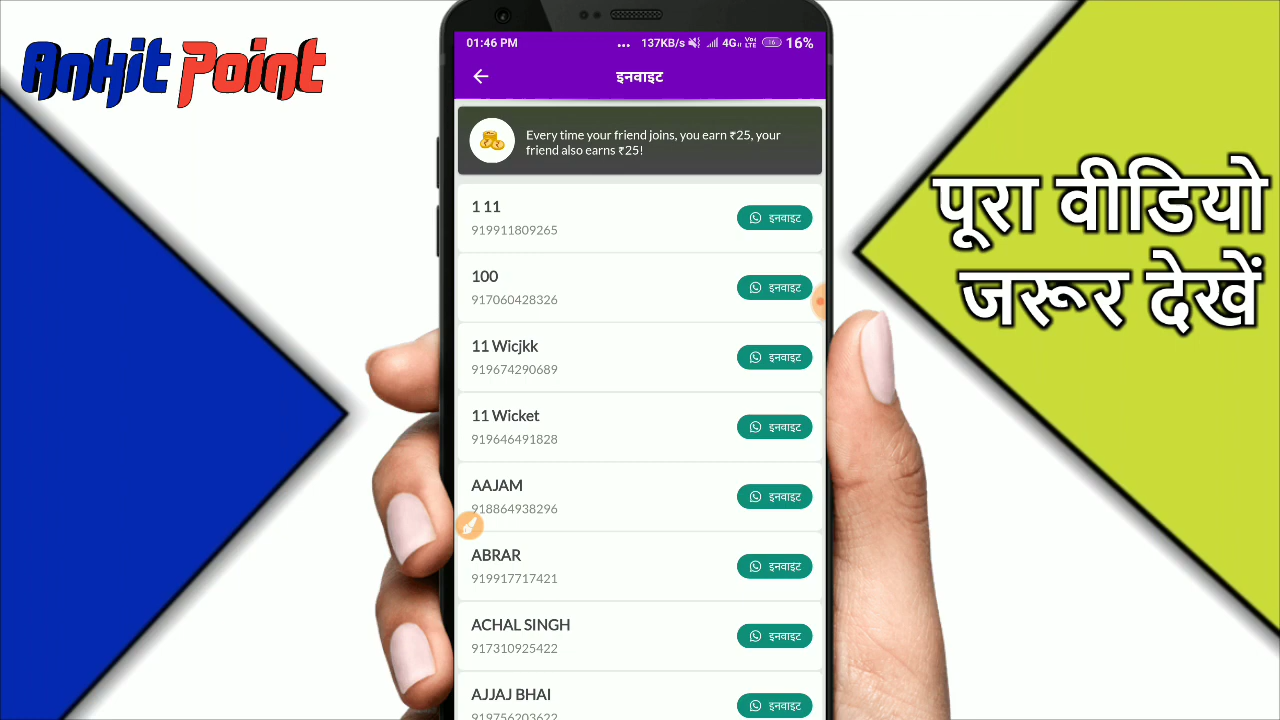 Ankit Point
01:46 PM
... 137KB/s 4G VoLTE 16 16%
इनवाइट
Every time your friend joins, you earn ₹25, your
friend also earns ₹25!
1 11
919911809265
इनवाइट
100
917060428326
इनवाइट
11 Wicjkk
919674290689
इनवाइट
11 Wicket
919646491828
इनवाइट
AAJAM
918864938296
इनवाइट
ABRAR
919917717421
इनवाइट
ACHAL SINGH
917310925422
इनवाइट
AJJAJ BHAI
919756203622
इनवाइट
पूरा वीडियो
जरूर देखें